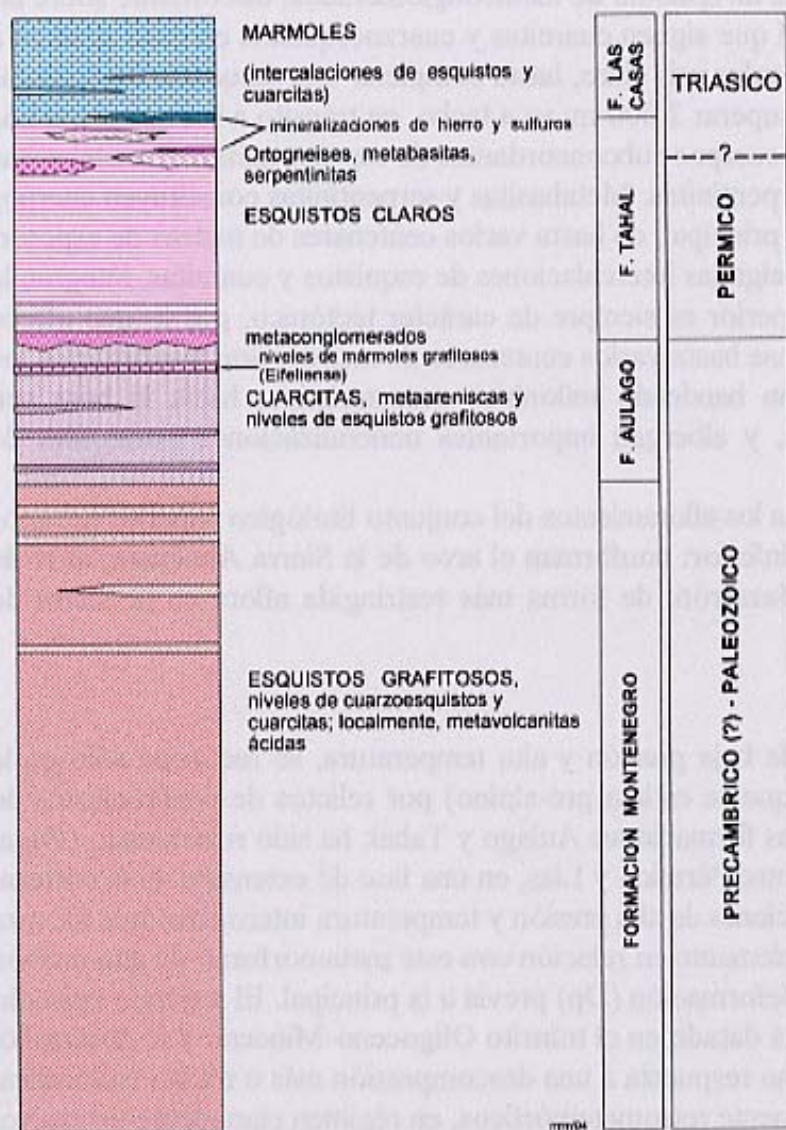 MARMOLES
(intercalaciones de esquistos y
cuarcitas)
mineralizaciones de hierro y sulfuros
Ortogneises, metabasitas,
serpentinitas
ESQUISTOS CLAROS
metaconglomerados
niveles de mármoles grafitosos
(Eifeliense)
CUARCITAS, metaareniscas y
niveles de esquistos grafitosos
ESQUISTOS GRAFITOSOS,
niveles de cuarzoesquistos y
cuarcitas; localmente, metavolcanitas
ácidas
F. LAS
CASAS
F. TAHAL
F. AULAGO
FORMACION MONTENEGRO
TRIASICO
?
PERMICO
PRECAMBRICO (?) - PALEOZOICO